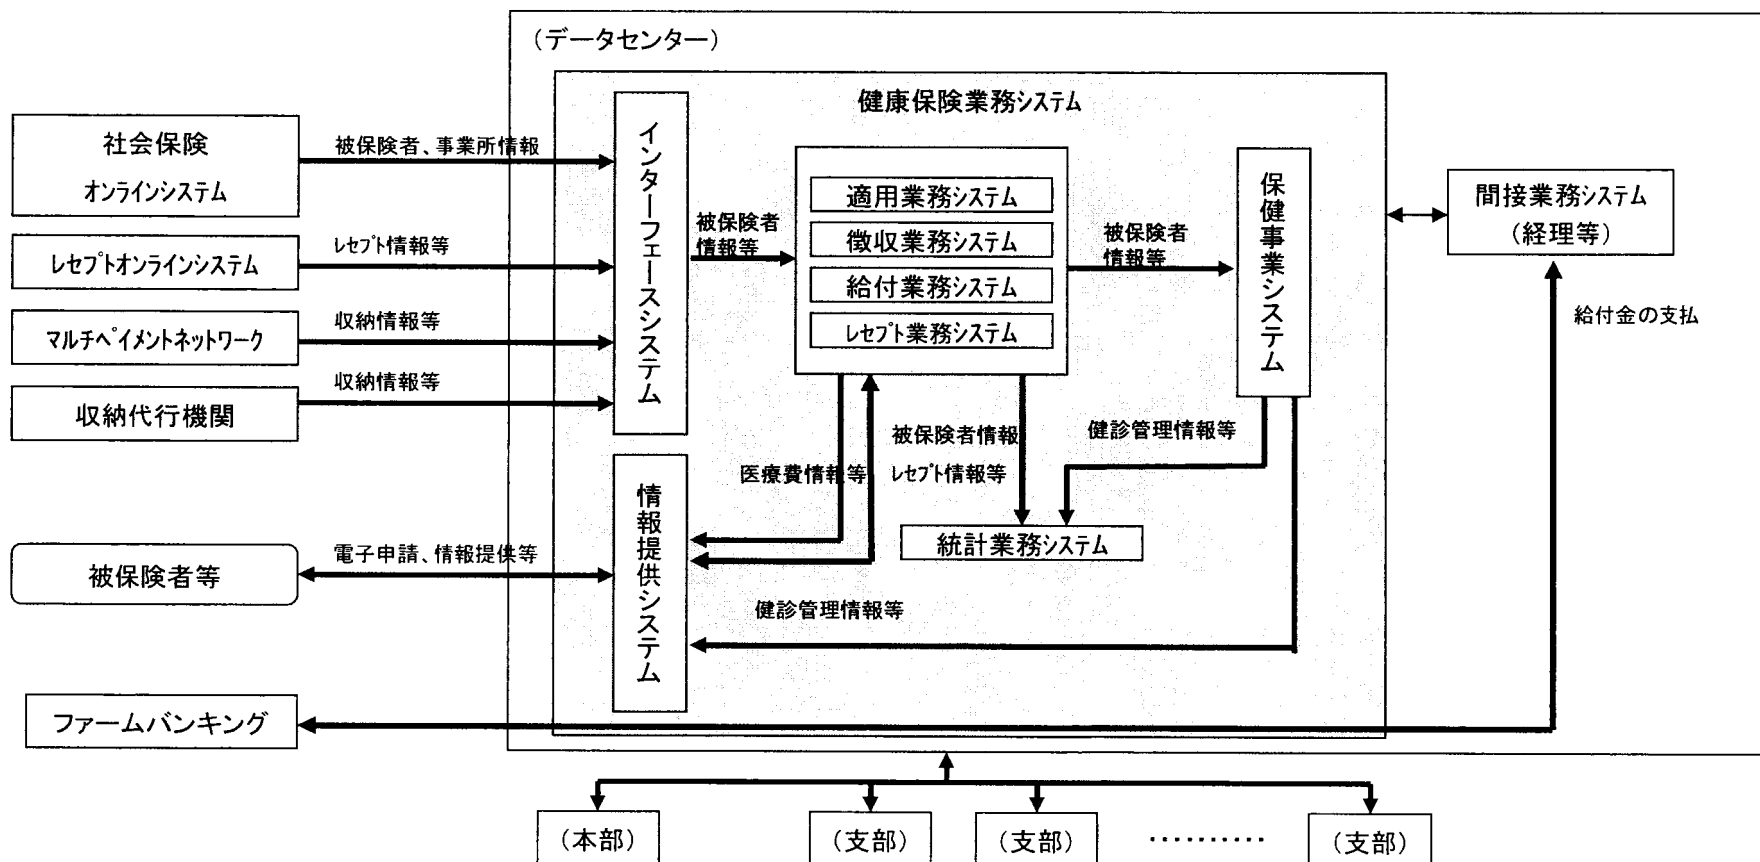 （データセンター）
健康保険業務システム
社会保険
オンラインシステム
被保険者、事業所情報
レセプトオンラインシステム
レセプト情報等
マルチペイメントネットワーク
収納情報等
収納代行機関
収納情報等
インターフェースシステム
被保険者
情報等
適用業務システム
徴収業務システム
給付業務システム
レセプト業務システム
被保険者
情報等
保健事業システム
間接業務システム
（経理等）
給付金の支払
医療費情報等
被保険者情報
レセプト情報等
健診管理情報等
統計業務システム
被保険者等
電子申請、情報提供等
情報提供システム
健診管理情報等
ファームバンキング
（本部）
（支部）
（支部）
‥‥‥‥
（支部）